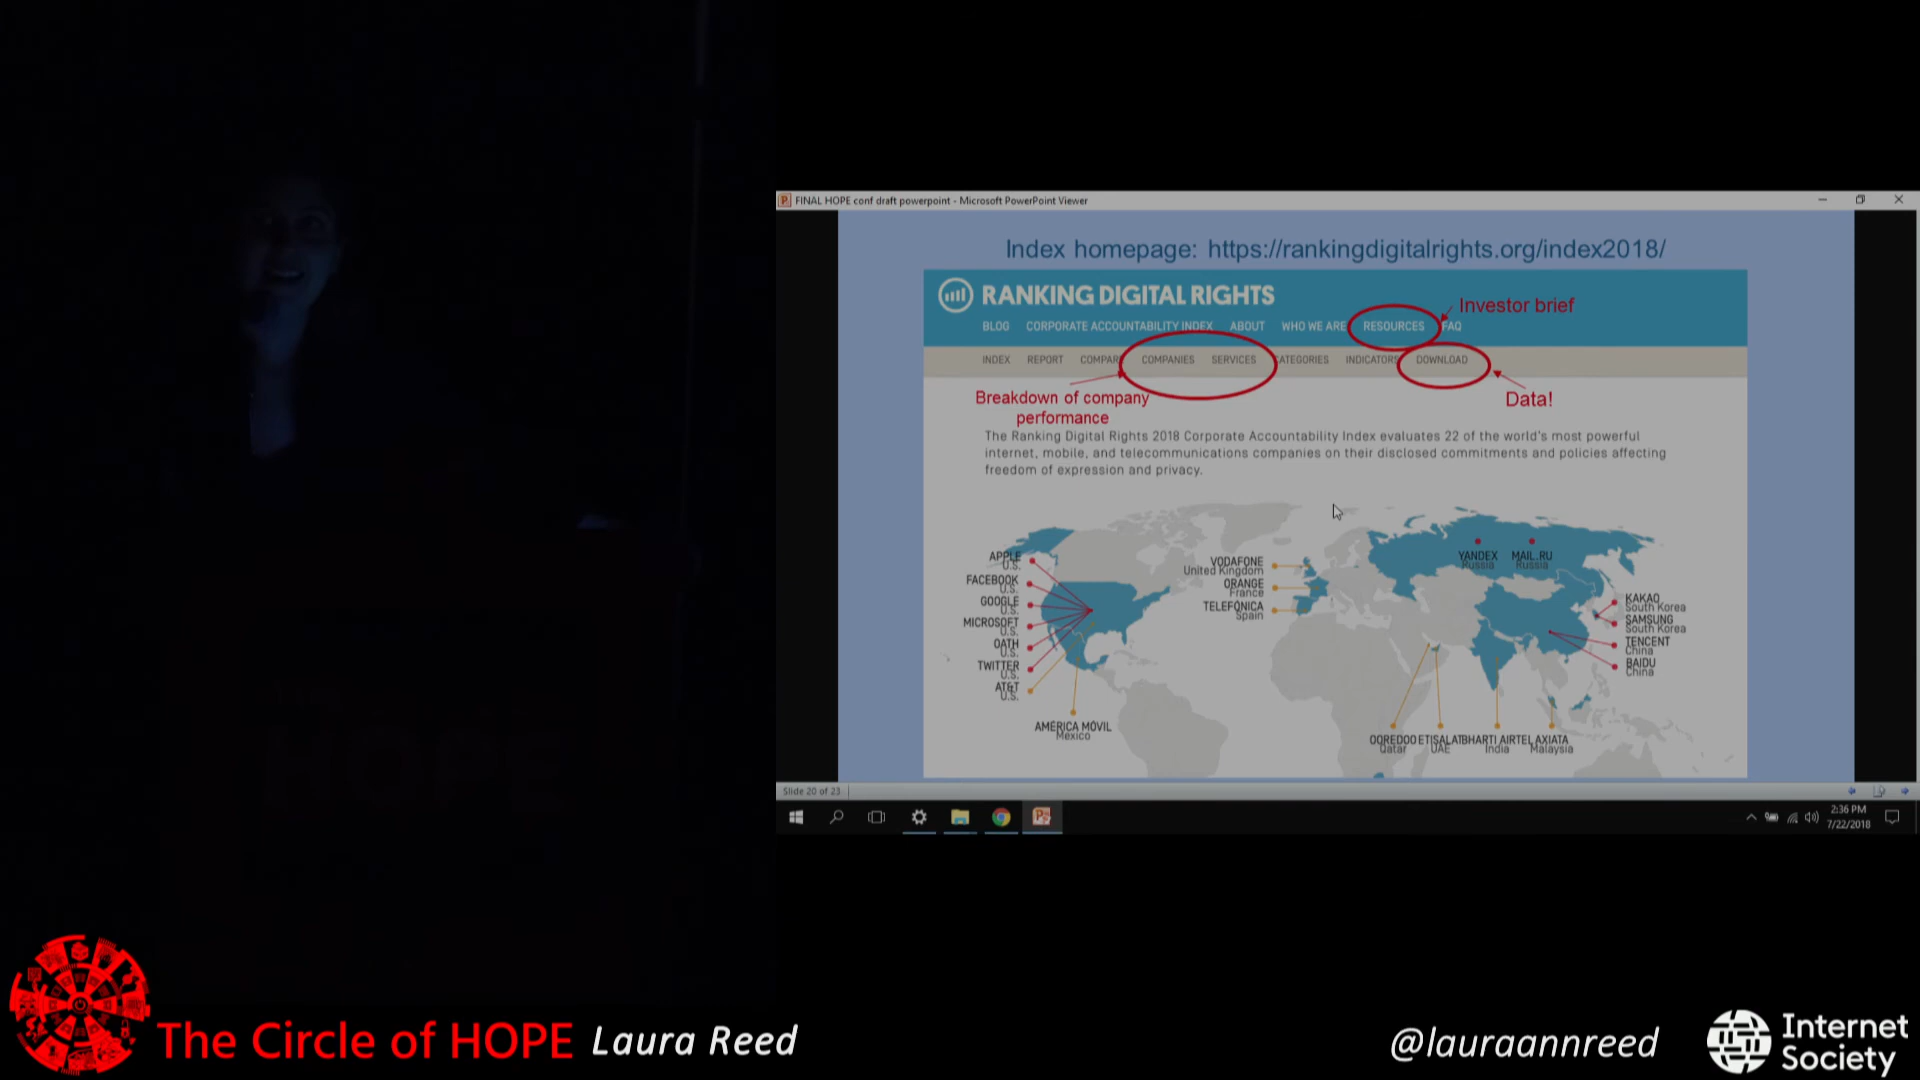 FINAL HOPE conf draft powerpoint - Microsoft PowerPoint Viewer
Index homepage: https://rankingdigitalrights.org/index2018/
RANKING DIGITAL RIGHTS
Investor brief
BLOG CORPORATE ACCOUNTABILITY INDEX ABOUT WHO WE ARE RESOURCES FAQ
INDEX REPORT COMPANIES SERVICES DOWNLOAD
Breakdown of company
performance
Data!
The Ranking Digital Rights 2018 Corporate Accountability Index evaluates 22 of the world's most powerful
internet, mobile, and telecommunications companies on their disclosed commitments and policies affecting
freedom of expression and privacy.
APPLE
U.S.
FACEBOOK
U.S.
GOOGLE
U.S.
MICROSOFT
U.S.
OATH
U.S.
TWITTER
U.S.
AT&T
U.S.
AMÉRICA MÓVIL
Mexico
VODAFONE
United Kingdom
ORANGE
France
TELEFÓNICA
Spain
YANDEX
Russia
MAIL.RU
Russia
KAKAO
South Korea
SAMSUNG
South Korea
TENCENT
China
BAIDU
China
OOREDOO
Qatar
ETISALAT
UAE
BHARTI AIRTEL
India
AXIATA
Malaysia
Slide 20 of 23
2:36 PM
7/22/2018
HOPE
The Circle of HOPE Laura Reed
@lauraannreed
Internet
Society